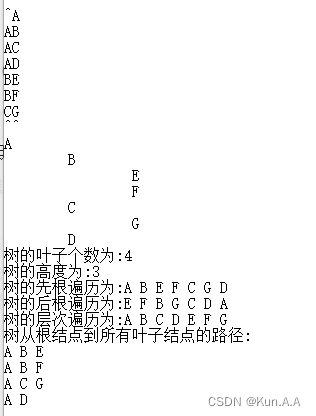 ^A
AB
AC
AD
BE
BF
CG
^^
A
B
E
F
C
G
D
树的叶子个数为:4
树的高度为:3
树的先根遍历为:A B E F C G D
树的后根遍历为:E F B G C D A
树的层次遍历为:A B C D E F G
树从根结点到所有叶子结点的路径:
A B E
A B F
A C G
A D
CSDN @Kun.A.A